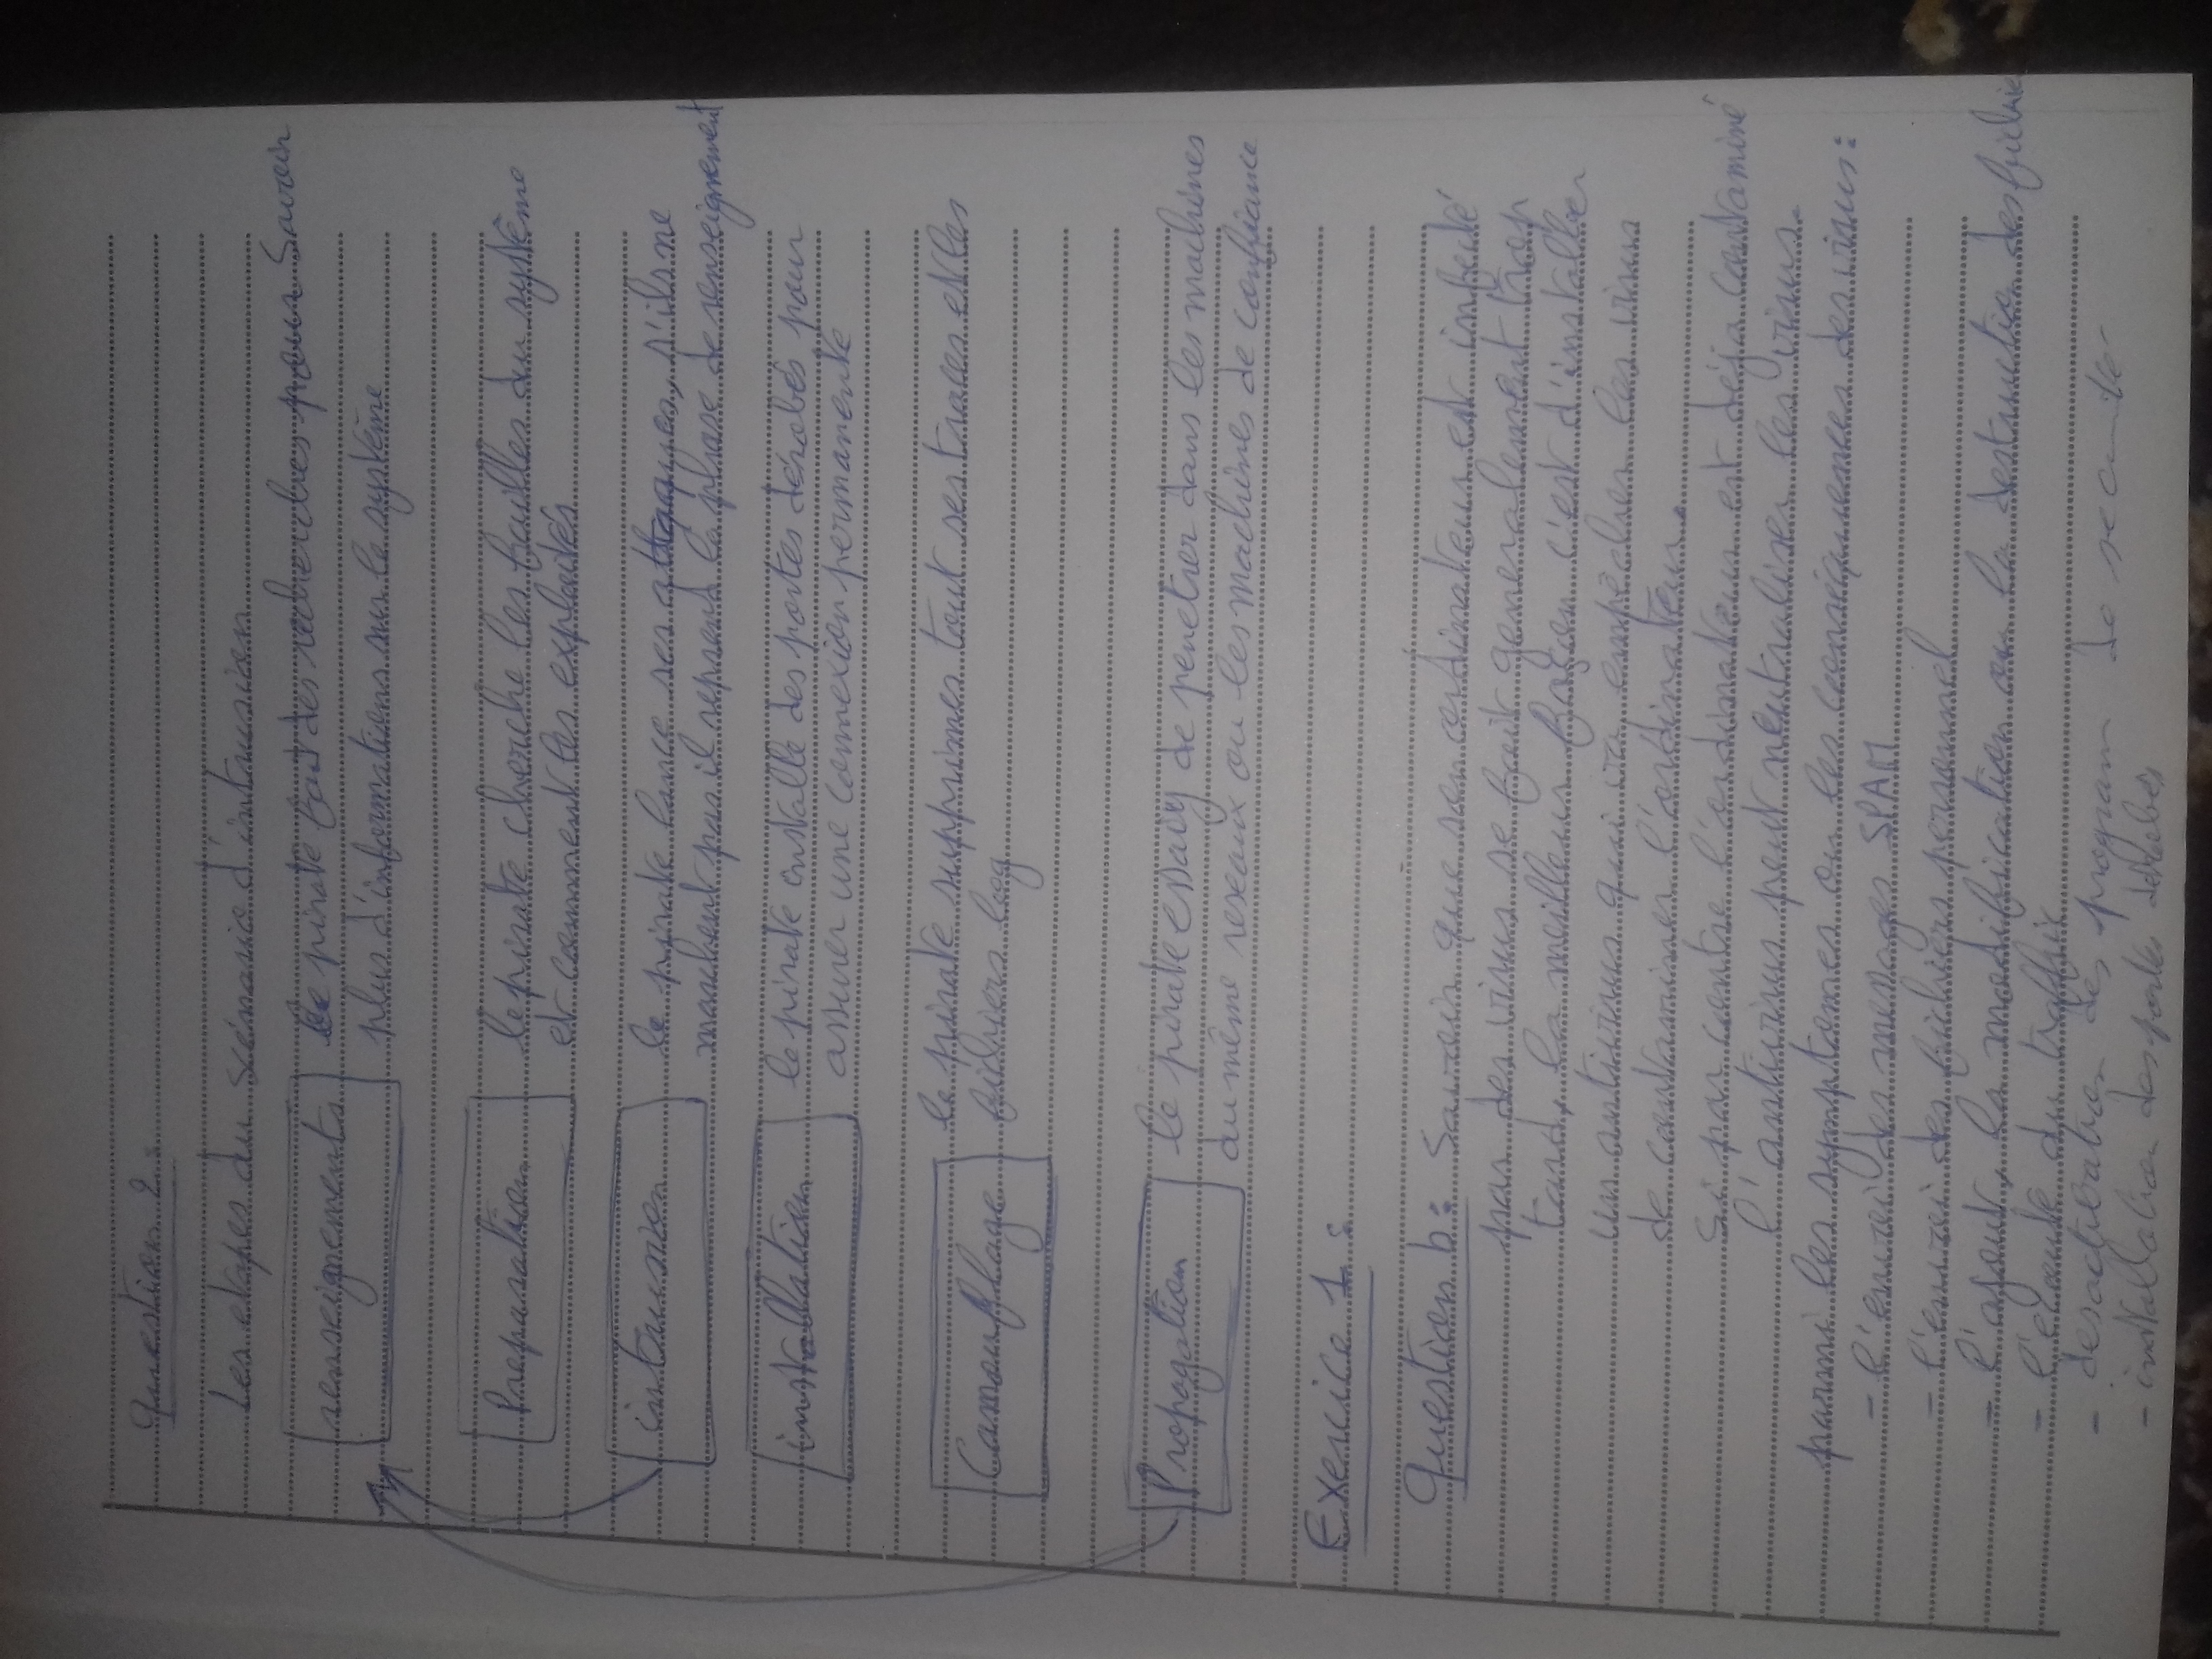 Question 2 :
Les etapes du scénario d'intrusion
renseignements le pirate fait des recherches pour savoir
plus d'informations sur le système
Preparation le pirate cherche les failles du système
et comment les exploités
intrusion le pirate lance ses attaques, s'ils ne
marchent pas il reprend la phase de renseignement
installation le pirate installe des portes dérobés pour
assurer une connexion permanente
Camouflage le pirate supprimes tout ses traces et les
fichiers log
Propagation le pirate essaiy de penetrer dans les machines
du même reseaux ou les machines de confiance
Exercice 1 :
Question b : Savoir que son ordinateur est infecté
par des virus se fait generalement trop
tard, la meilleur façon c'est d'installer
un antivirus qui va empêcher les virus
de contaminer l'ordinateur.
Si par contre l'ordinateur est déja contaminé
l'antivirus peut neutraliser les virus.
parmi les symptomes ou les conséquences des virus :
- l'envoi des messages SPAM
- l'envoi des fichiers personnel
- l'ajout, la modification ou la destruction des fichie
- l'ecoute du traffic
- desactivation des program de securité
- installation des portes dérobés